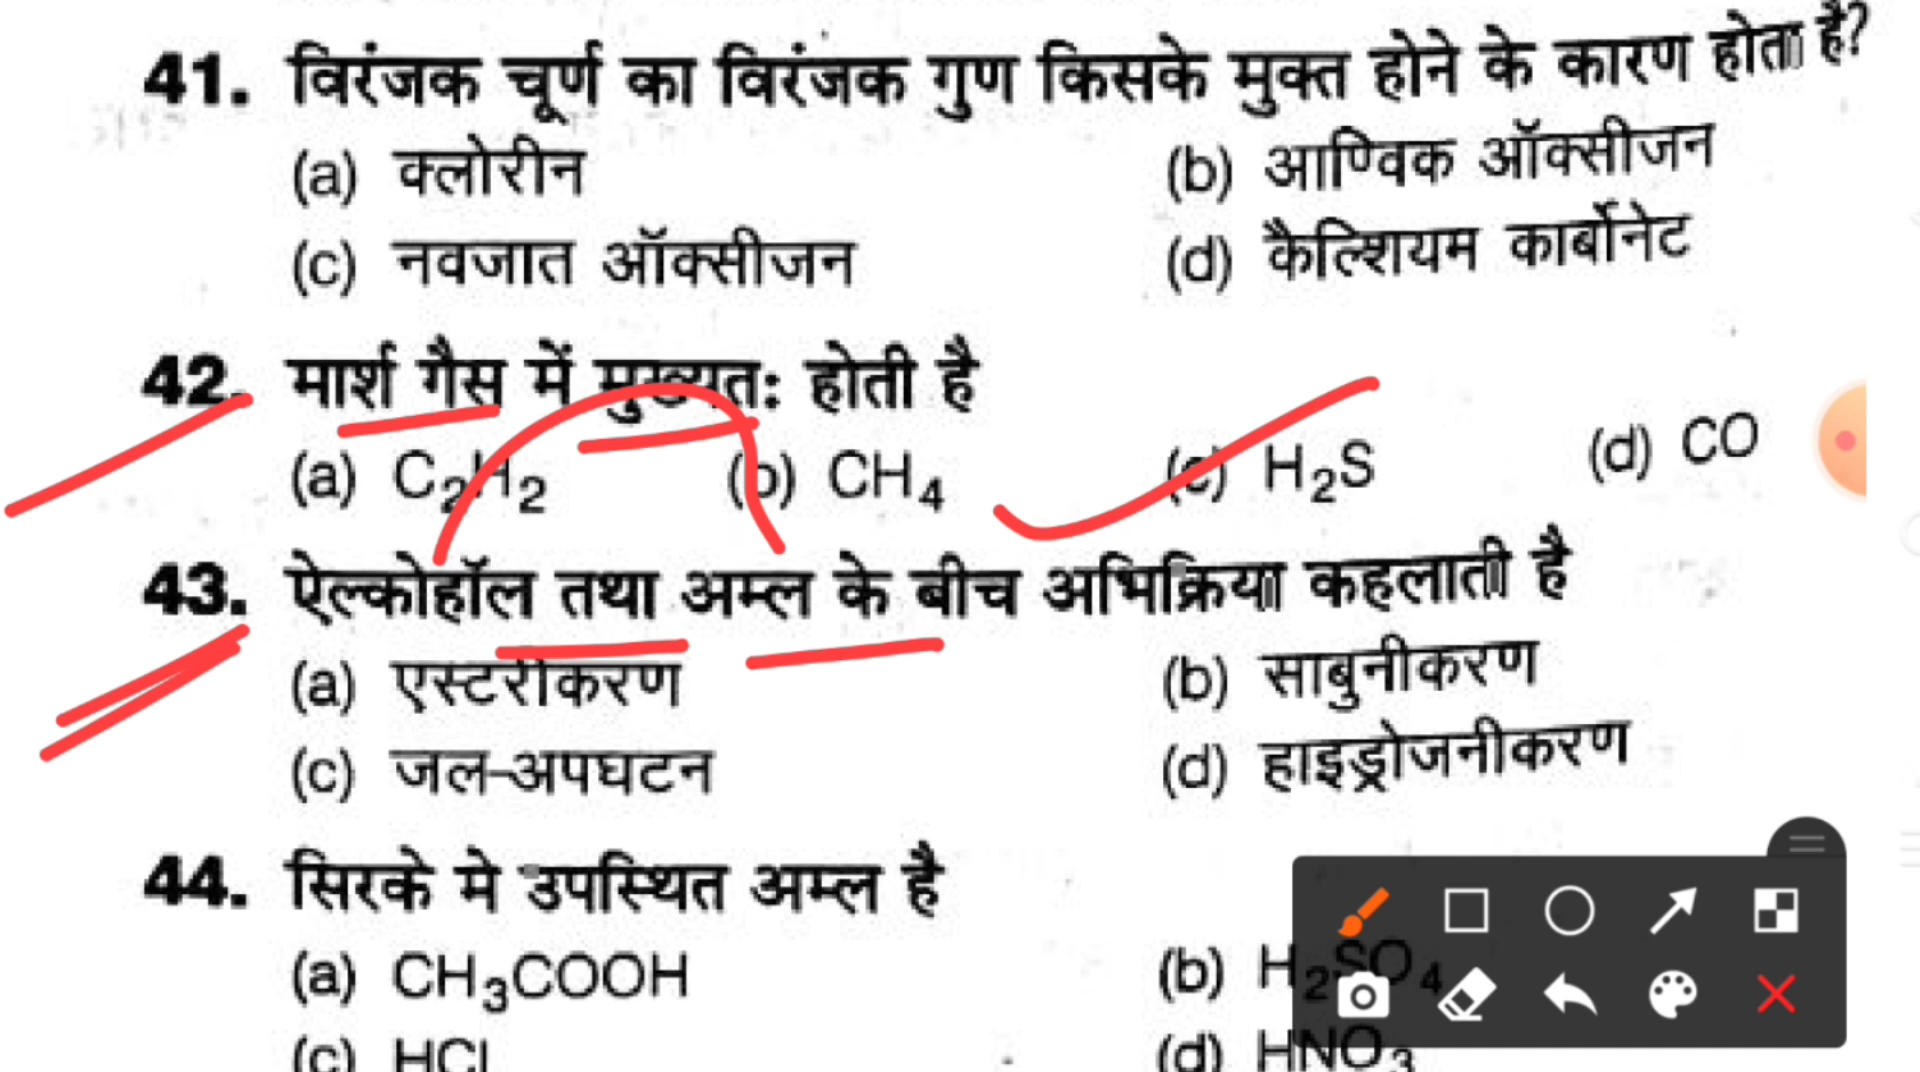 41. विरंजक चूर्ण का विरंजक गुण किसके मुक्त होने के कारण होता है?
(a) क्लोरीन (b) आण्विक ऑक्सीजन
(c) नवजात ऑक्सीजन (d) कैल्शियम कार्बोनेट
42. मार्श गैस में मुख्यतः होती है
(a) C₂H₂ (b) CH₄ (c) H₂S (d) CO
43. ऐल्कोहॉल तथा अम्ल के बीच अभिक्रिया कहलाती है
(a) एस्टरीकरण (b) साबुनीकरण
(c) जल-अपघटन (d) हाइड्रोजनीकरण
44. सिरके मे उपस्थित अम्ल है
(a) CH₃COOH (b) H₂SO₄
(c) HCl (d) HNO₃